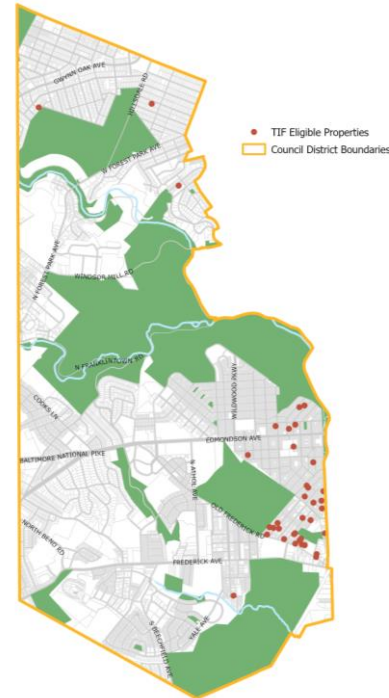 GWYNN OAK AVE
HILLSDALE RD
TIF Eligible Properties
Council District Boundaries
N FOREST PARK AVE
N FOREST PARK AVE
WINDSOR MILL RD
N FRANKLINTOWN RD
WILDWOOD PKWY
COOKS LN
EDMONDSON AVE
BALTIMORE NATIONAL PIKE
N ATHOL AVE
OLD FREDERICK RD
NORTH BEND RD
FREDERICK AVE
YALE AVE
S BEECHFIELD AVE